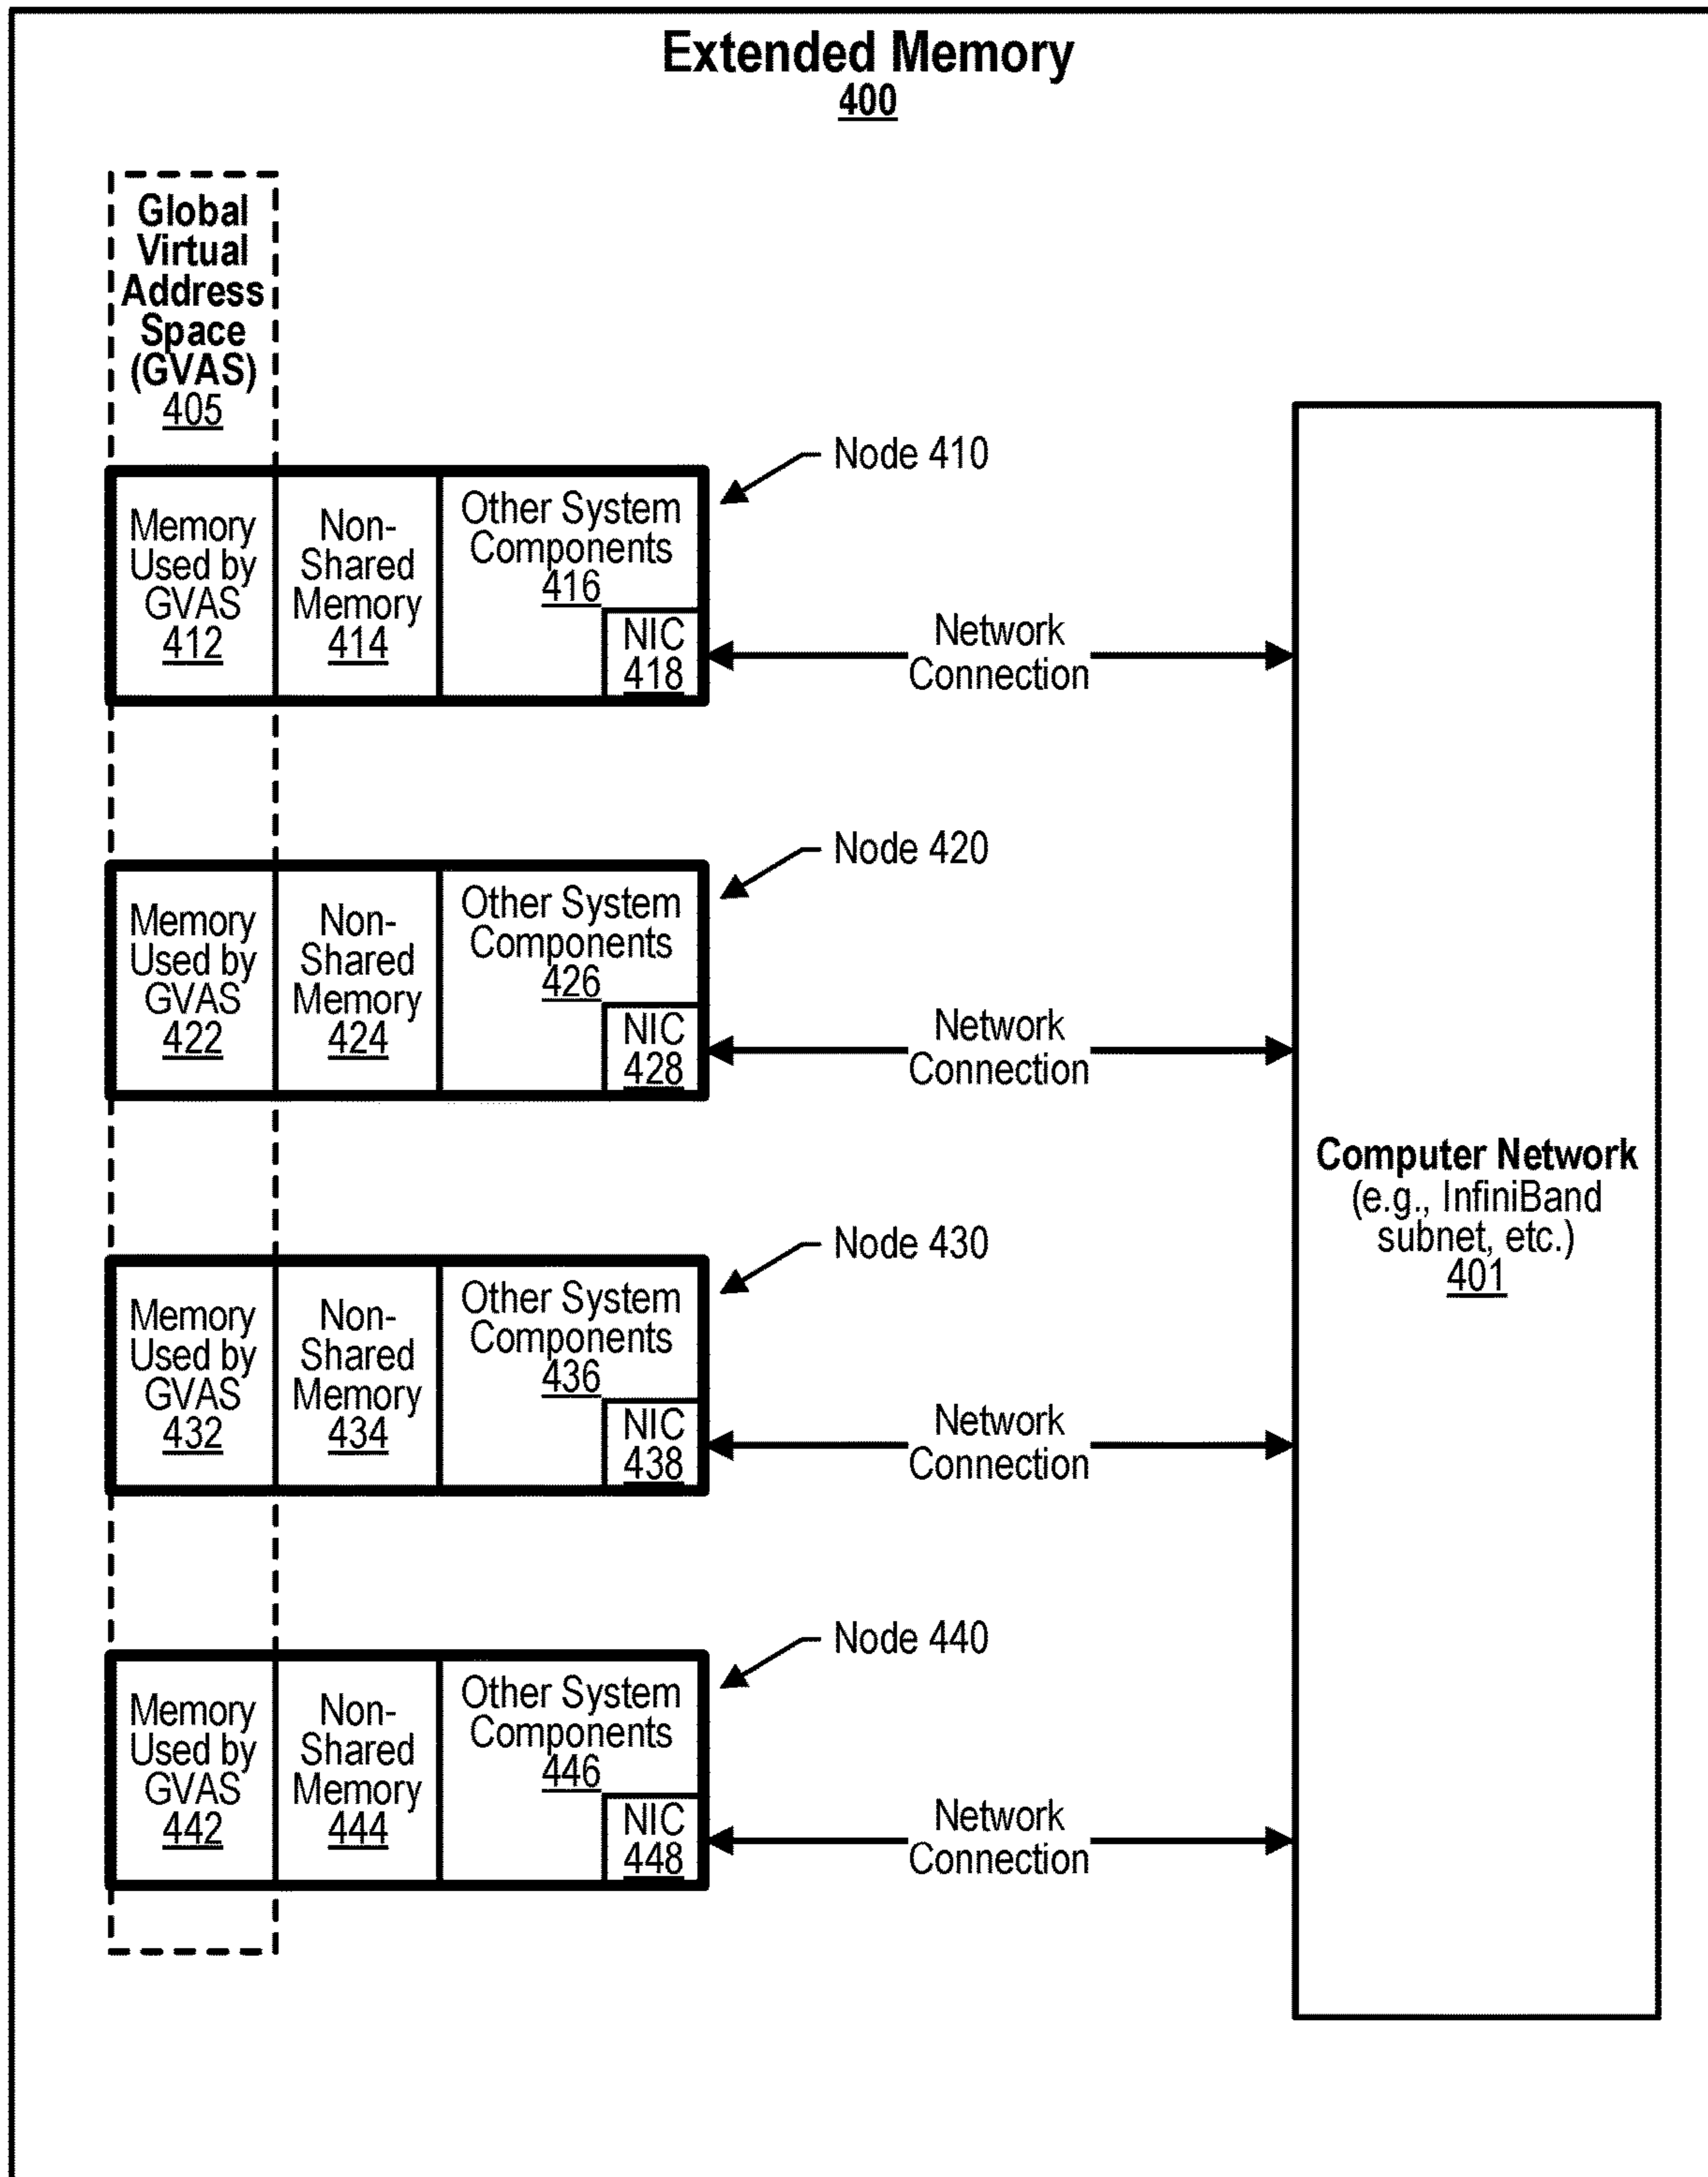 Extended Memory
400
Global
Virtual
Address
Space
(GVAS)
405
Node 410
Memory
Used by
GVAS
412
Non-
Shared
Memory
414
Other System
Components
416
NIC
418
Network
Connection
Node 420
Memory
Used by
GVAS
422
Non-
Shared
Memory
424
Other System
Components
426
NIC
428
Network
Connection
Computer Network
(e.g., InfiniBand
subnet, etc.)
401
Node 430
Memory
Used by
GVAS
432
Non-
Shared
Memory
434
Other System
Components
436
NIC
438
Network
Connection
Node 440
Memory
Used by
GVAS
442
Non-
Shared
Memory
444
Other System
Components
446
NIC
448
Network
Connection